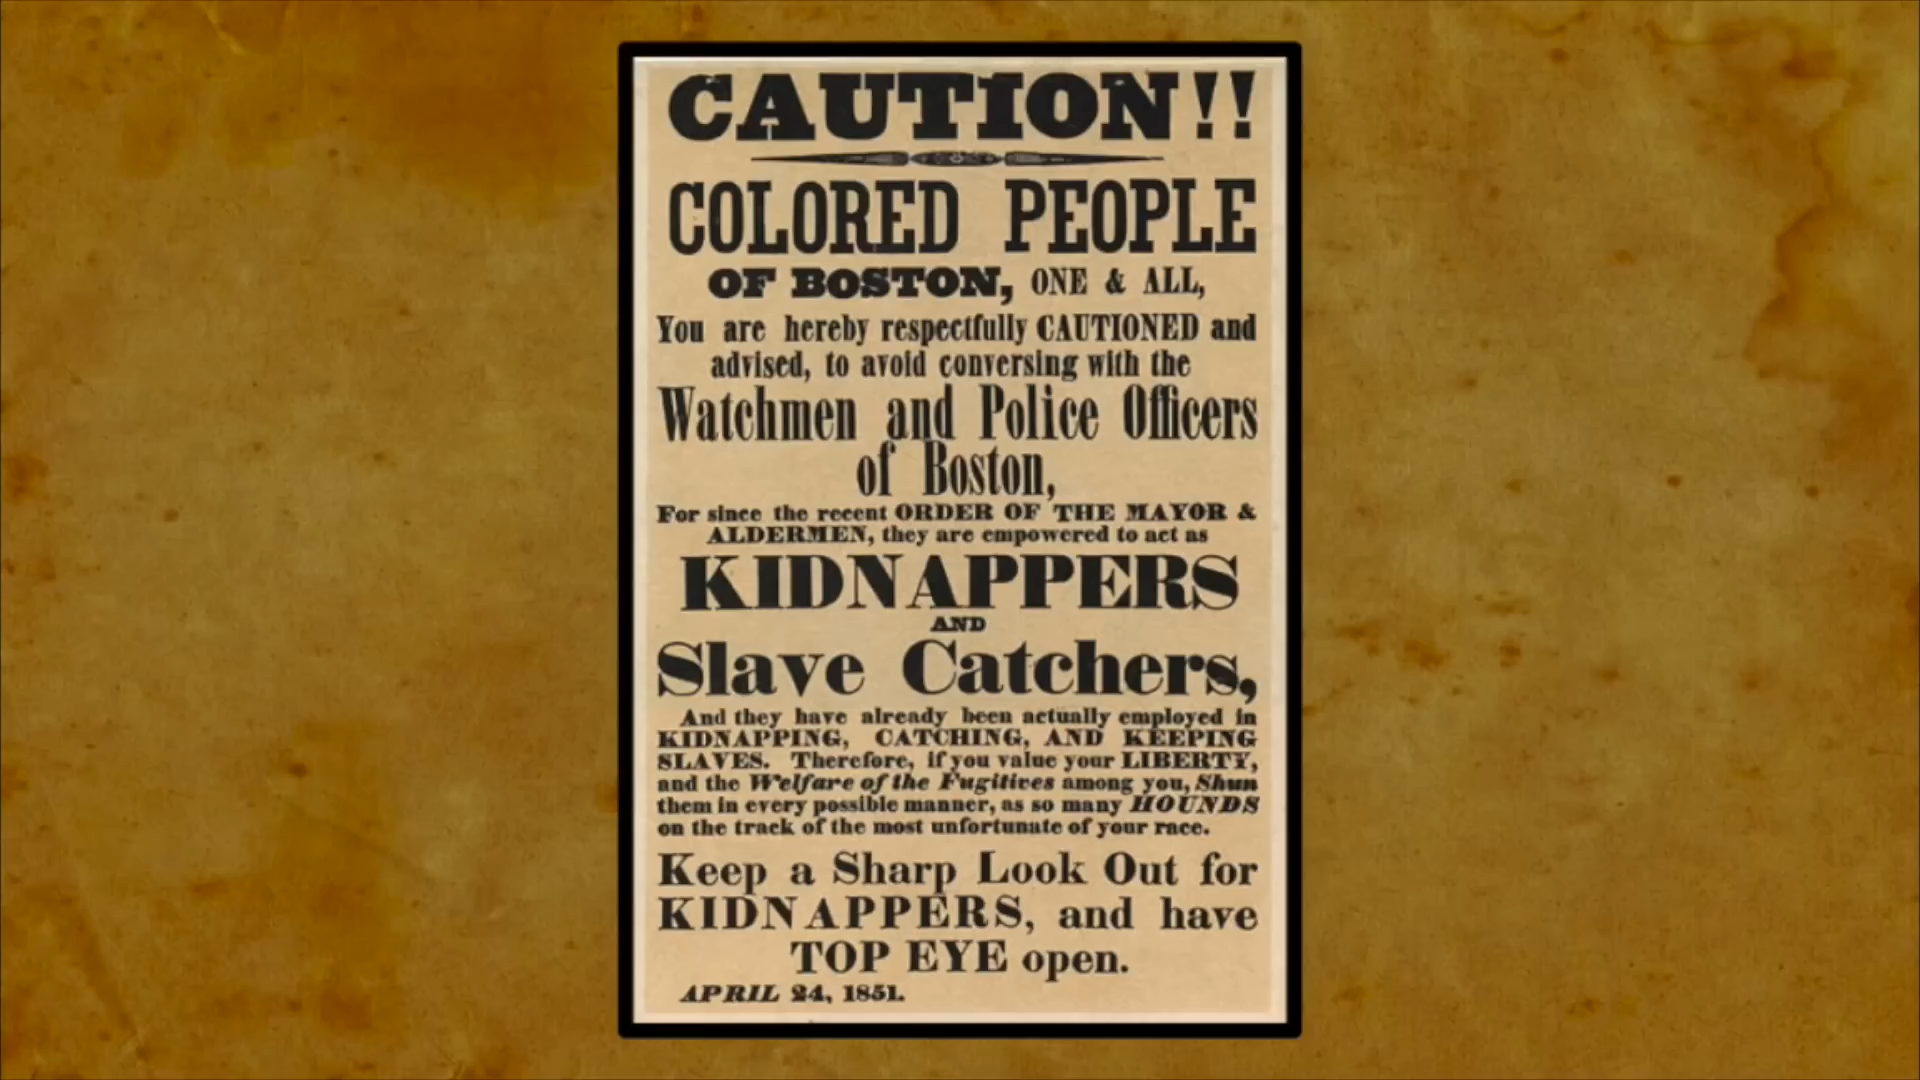 CAUTION!!
COLORED PEOPLE
OF BOSTON, ONE & ALL,
You are hereby respectfully CAUTIONED and
advised, to avoid conversing with the
Watchmen and Police Officers
of Boston,
For since the recent ORDER OF THE MAYOR &
ALDERMEN, they are empowered to act as
KIDNAPPERS
AND
Slave Catchers,
And they have already been actually employed in
KIDNAPPING, CATCHING, AND KEEPING
SLAVES. Therefore, if you value your LIBERTY,
and the Welfare of the Fugitives among you, Shun
them in every possible manner, as so many HOUNDS
on the track of the most unfortunate of your race.
Keep a Sharp Look Out for
KIDNAPPERS, and have
TOP EYE open.
APRIL 24, 1851.